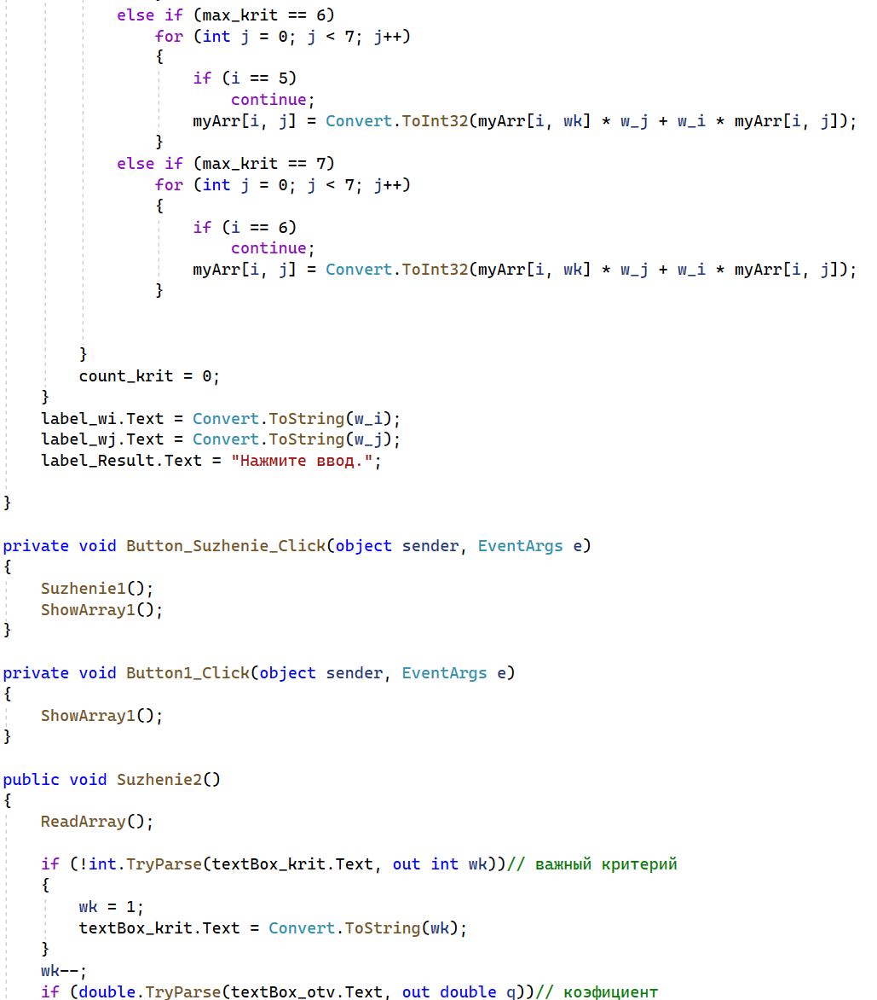 else if (max_krit == 6)
for (int j = 0; j < 7; j++)
{
if (i == 5)
continue;
myArr[i, j] = Convert.ToInt32(myArr[i, wk] * w_j + w_i * myArr[i, j]);
}
else if (max_krit == 7)
for (int j = 0; j < 7; j++)
{
if (i == 6)
continue;
myArr[i, j] = Convert.ToInt32(myArr[i, wk] * w_j + w_i * myArr[i, j]);
}
}
count_krit = 0;
}
label_wi.Text = Convert.ToString(w_i);
label_wj.Text = Convert.ToString(w_j);
label_Result.Text = "Нажмите ввод.";
}
private void Button_Suzhenie_Click(object sender, EventArgs e)
{
Suzhenie1();
ShowArray1();
}
private void Button1_Click(object sender, EventArgs e)
{
ShowArray1();
}
public void Suzhenie2()
{
ReadArray();
if (!int.TryParse(textBox_krit.Text, out int wk))// важный критерий
{
wk = 1;
textBox_krit.Text = Convert.ToString(wk);
}
wk--;
if (double.TryParse(textBox_otv.Text, out double q))// коэфициент